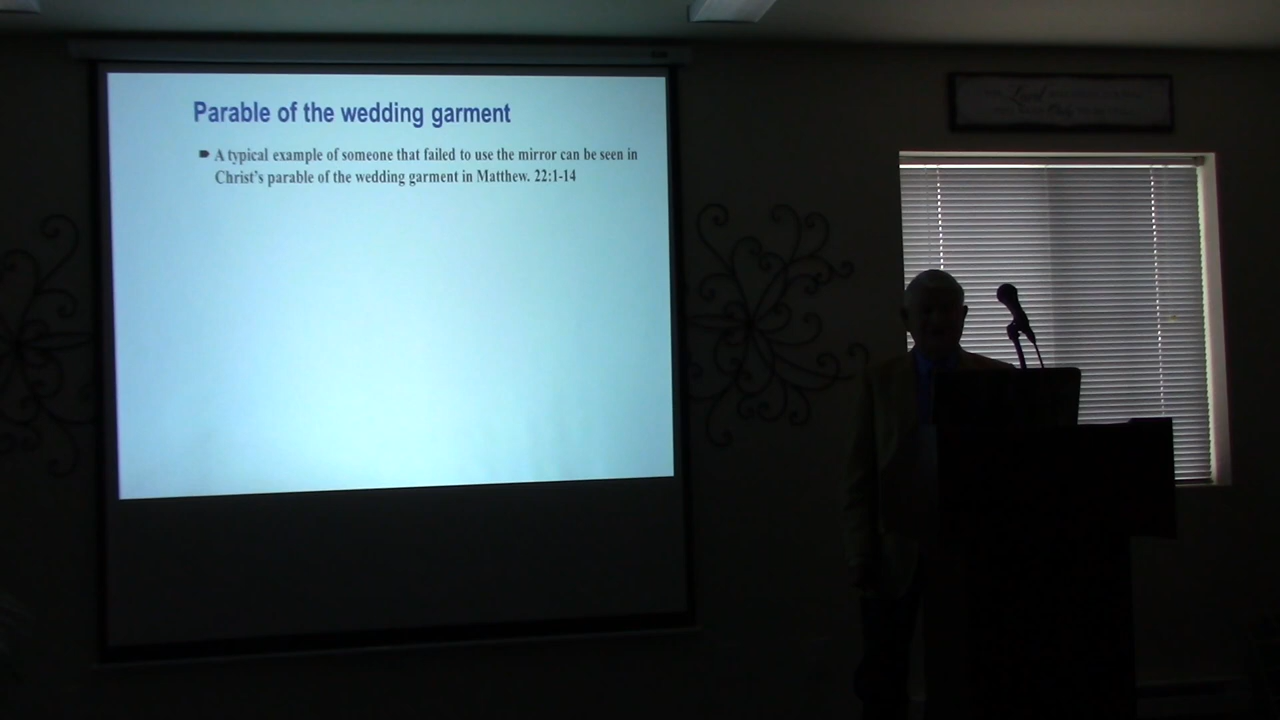 Parable of the wedding garment
A typical example of someone that failed to use the mirror can be seen in
Christ's parable of the wedding garment in Matthew. 22:1-14
Lord